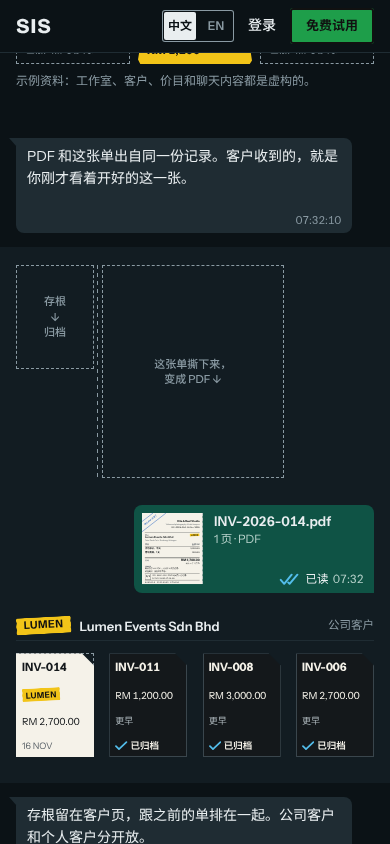 SIS
中文
EN
登录
免费试用
示例资料：工作室、客户、价目和聊天内容都是虚构的。
PDF 和这张单出自同一份记录。客户收到的，就是
你刚才看着开好的这一张。
07:32:10
存根
↓
归档
这张单撕下来，
变成 PDF ↓
INV-2026-014.pdf
1 页 · PDF
已读 07:32
LUMEN
Lumen Events Sdn Bhd
公司客户
INV-014
LUMEN
RM 2,700.00
16 NOV
INV-011
RM 1,200.00
更早
已归档
INV-008
RM 3,000.00
更早
已归档
INV-006
RM 2,700.00
更早
已归档
存根留在客户页，跟之前的单排在一起。公司客户
和个人客户分开放。